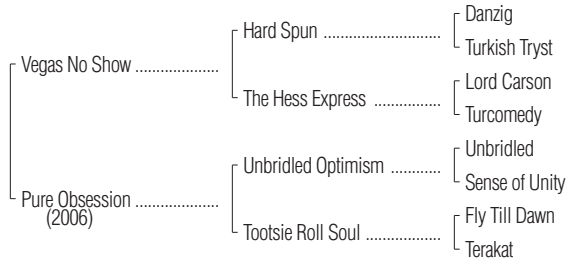 Danzig
Hard Spun ........................
Turkish Tryst
Vegas No Show .................
Lord Carson
The Hess Express ..............
Turcomedy
Unbridled
Unbridled Optimism ..........
Sense of Unity
Pure Obsession .................
(2006)
Fly Till Dawn
Tootsie Roll Soul ...............
Terakat